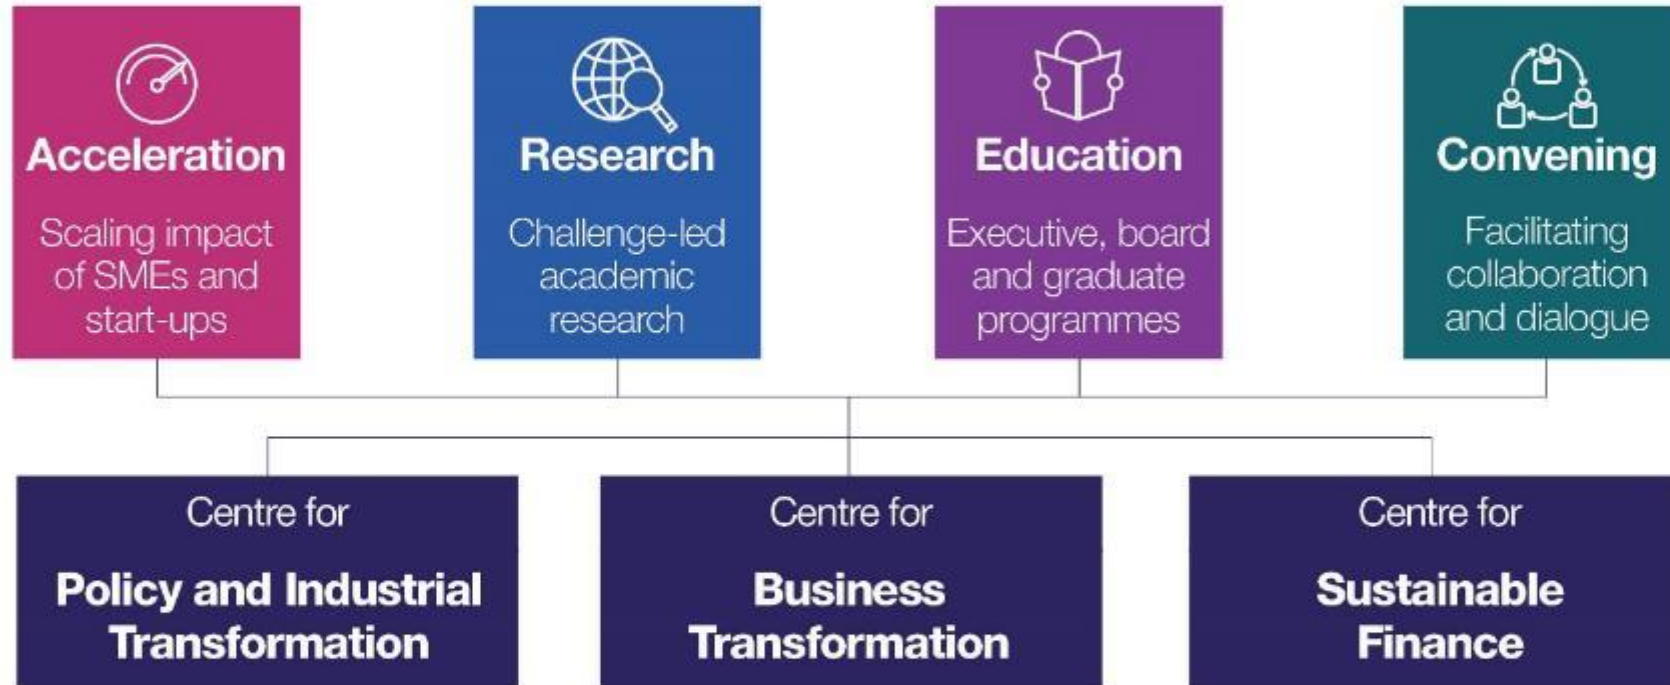 Acceleration
Scaling impact
of SMEs and
start-ups
Research
Challenge-led
academic
research
Education
Executive, board
and graduate
programmes
Convening
Facilitating
collaboration
and dialogue
Centre for
Policy and Industrial
Transformation
Centre for
Business
Transformation
Centre for
Sustainable
Finance